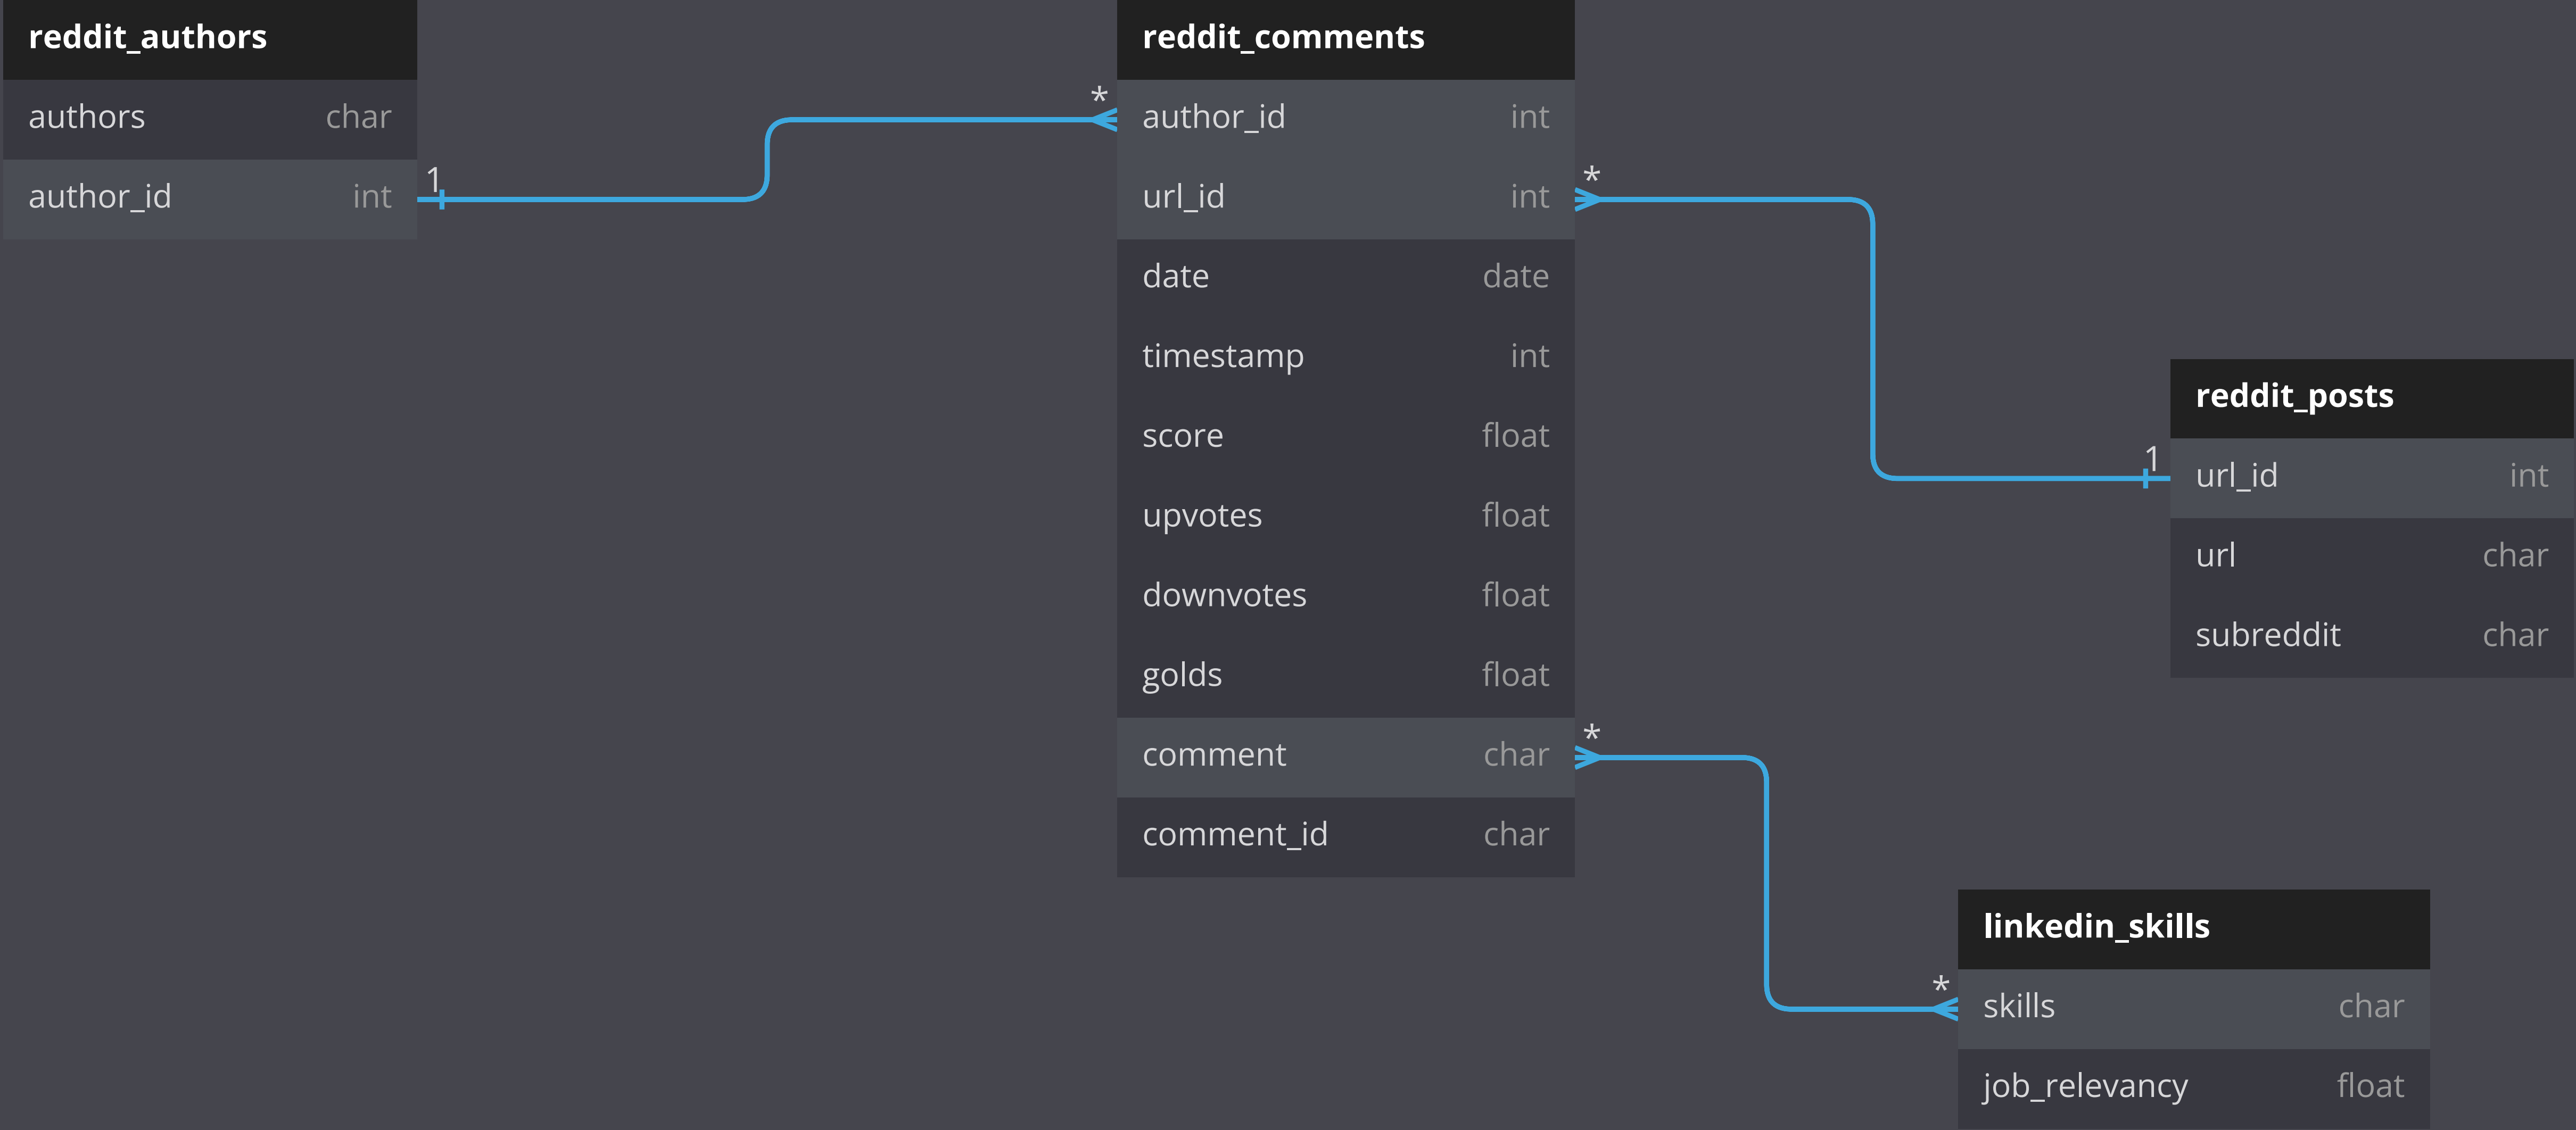 reddit_authors
authors char
author_id int
1
*
reddit_comments
author_id int
url_id int
date date
timestamp int
score float
upvotes float
downvotes float
golds float
comment char
comment_id char
*
1
reddit_posts
url_id int
url char
subreddit char
*
*
linkedin_skills
skills char
job_relevancy float